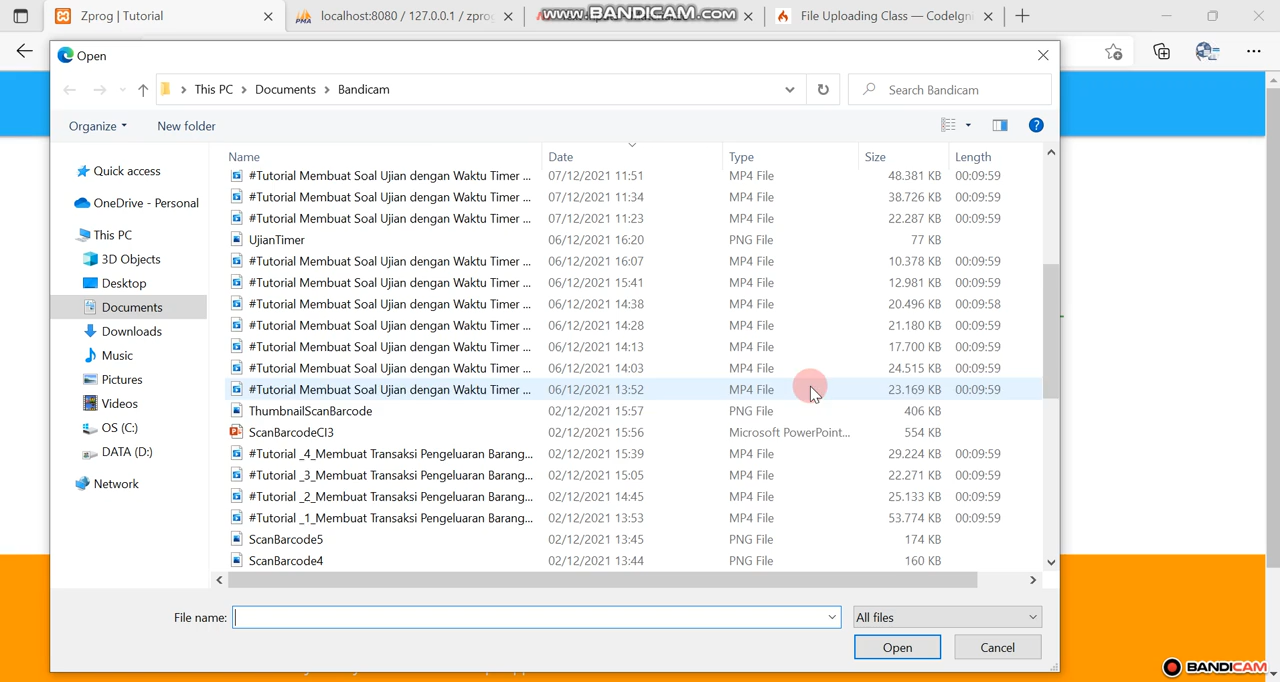 Zprog | Tutorial
localhost:8080 / 127.0.0.1 / zprog
www.BANDICAM.com
File Uploading Class — CodeIgni
Open
This PC > Documents > Bandicam
Search Bandicam
Organize
New folder
Name Date Type Size Length
#Tutorial Membuat Soal Ujian dengan Waktu Timer ... 07/12/2021 11:51 MP4 File 48.381 KB 00:09:59
#Tutorial Membuat Soal Ujian dengan Waktu Timer ... 07/12/2021 11:34 MP4 File 38.726 KB 00:09:59
#Tutorial Membuat Soal Ujian dengan Waktu Timer ... 07/12/2021 11:23 MP4 File 22.287 KB 00:09:59
UjianTimer 06/12/2021 16:20 PNG File 77 KB
#Tutorial Membuat Soal Ujian dengan Waktu Timer ... 06/12/2021 16:07 MP4 File 10.378 KB 00:09:59
#Tutorial Membuat Soal Ujian dengan Waktu Timer ... 06/12/2021 15:41 MP4 File 12.981 KB 00:09:59
#Tutorial Membuat Soal Ujian dengan Waktu Timer ... 06/12/2021 14:38 MP4 File 20.496 KB 00:09:58
#Tutorial Membuat Soal Ujian dengan Waktu Timer ... 06/12/2021 14:28 MP4 File 21.180 KB 00:09:59
#Tutorial Membuat Soal Ujian dengan Waktu Timer ... 06/12/2021 14:13 MP4 File 17.700 KB 00:09:59
#Tutorial Membuat Soal Ujian dengan Waktu Timer ... 06/12/2021 14:03 MP4 File 24.515 KB 00:09:59
#Tutorial Membuat Soal Ujian dengan Waktu Timer ... 06/12/2021 13:52 MP4 File 23.169 KB 00:09:59
ThumbnailScanBarcode 02/12/2021 15:57 PNG File 406 KB
ScanBarcodeCI3 02/12/2021 15:56 Microsoft PowerPoint... 554 KB
#Tutorial _4_Membuat Transaksi Pengeluaran Barang... 02/12/2021 15:39 MP4 File 29.224 KB 00:09:59
#Tutorial _3_Membuat Transaksi Pengeluaran Barang... 02/12/2021 15:05 MP4 File 22.271 KB 00:09:59
#Tutorial _2_Membuat Transaksi Pengeluaran Barang... 02/12/2021 14:45 MP4 File 25.133 KB 00:09:59
#Tutorial _1_Membuat Transaksi Pengeluaran Barang... 02/12/2021 13:53 MP4 File 53.774 KB 00:09:59
ScanBarcode5 02/12/2021 13:45 PNG File 174 KB
ScanBarcode4 02/12/2021 13:44 PNG File 160 KB
Quick access
OneDrive - Personal
This PC
3D Objects
Desktop
Documents
Downloads
Music
Pictures
Videos
OS (C:)
DATA (D:)
Network
File name:
All files
Open
Cancel
BANDICAM